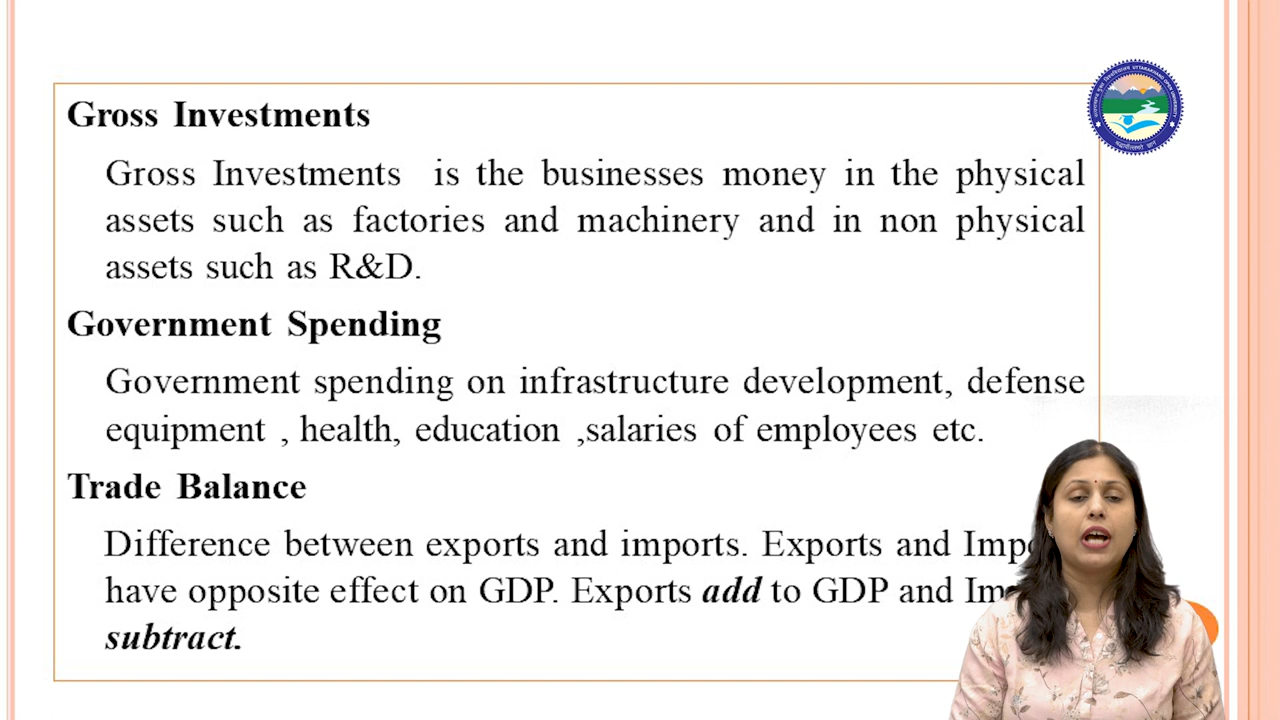 Gross Investments
Gross Investments is the businesses money in the physical
assets such as factories and machinery and in non physical
assets such as R&D.
Government Spending
Government spending on infrastructure development, defense
equipment , health, education ,salaries of employees etc.
Trade Balance
Difference between exports and imports. Exports and
have opposite effect on GDP. Exports add to GDP and
subtract.